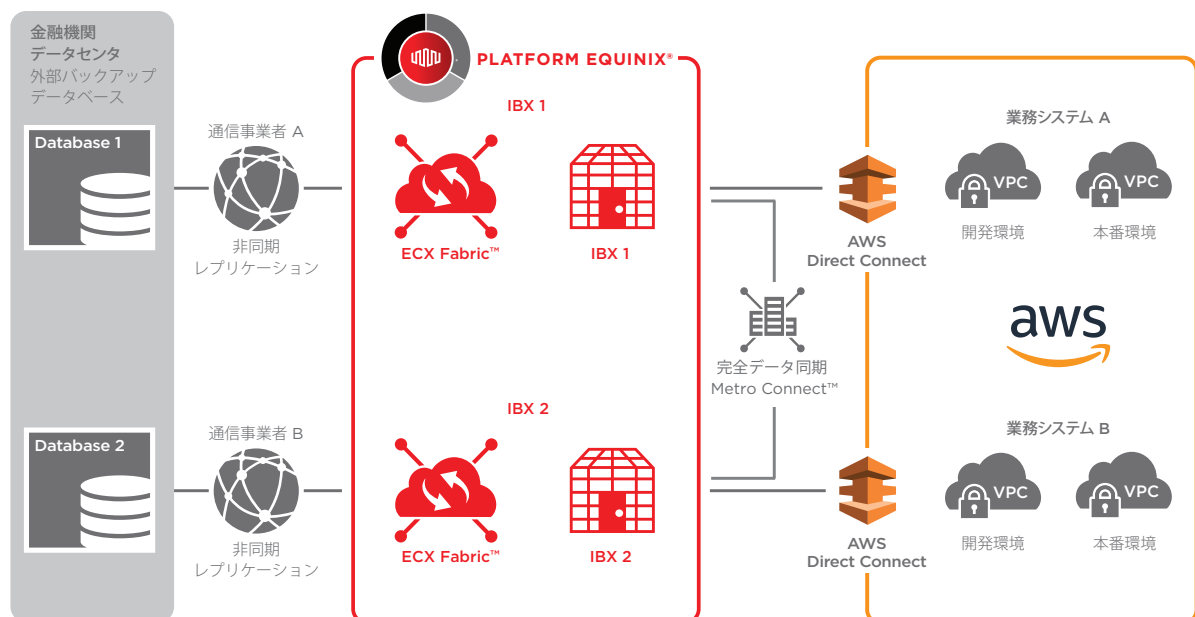 金融機関
データセンタ
外部バックアップ
データベース
Database 1
通信事業者 A
非同期
レプリケーション
Database 2
通信事業者 B
非同期
レプリケーション
PLATFORM EQUINIX®
IBX 1
ECX Fabric™
IBX 1
IBX 2
ECX Fabric™
IBX 2
完全データ同期
Metro Connect™
AWS
Direct Connect
業務システム A
VPC
開発環境
VPC
本番環境
aws
AWS
Direct Connect
業務システム B
VPC
開発環境
VPC
本番環境